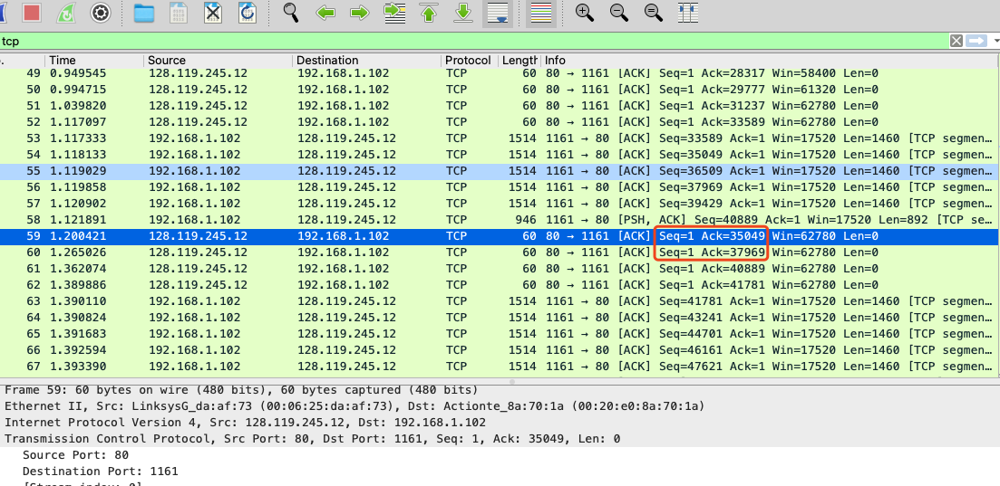 tcp
. Time Source Destination Protocol Length Info
49 0.949545 128.119.245.12 192.168.1.102 TCP 60 80 → 1161 [ACK] Seq=1 Ack=28317 Win=58400 Len=0
50 0.994715 128.119.245.12 192.168.1.102 TCP 60 80 → 1161 [ACK] Seq=1 Ack=29777 Win=61320 Len=0
51 1.039820 128.119.245.12 192.168.1.102 TCP 60 80 → 1161 [ACK] Seq=1 Ack=31237 Win=62780 Len=0
52 1.117097 128.119.245.12 192.168.1.102 TCP 60 80 → 1161 [ACK] Seq=1 Ack=33589 Win=62780 Len=0
53 1.117333 192.168.1.102 128.119.245.12 TCP 1514 1161 → 80 [ACK] Seq=33589 Ack=1 Win=17520 Len=1460 [TCP segmen…
54 1.118133 192.168.1.102 128.119.245.12 TCP 1514 1161 → 80 [ACK] Seq=35049 Ack=1 Win=17520 Len=1460 [TCP segmen…
55 1.119029 192.168.1.102 128.119.245.12 TCP 1514 1161 → 80 [ACK] Seq=36509 Ack=1 Win=17520 Len=1460 [TCP segmen…
56 1.119858 192.168.1.102 128.119.245.12 TCP 1514 1161 → 80 [ACK] Seq=37969 Ack=1 Win=17520 Len=1460 [TCP segmen…
57 1.120902 192.168.1.102 128.119.245.12 TCP 1514 1161 → 80 [ACK] Seq=39429 Ack=1 Win=17520 Len=1460 [TCP segmen…
58 1.121891 192.168.1.102 128.119.245.12 TCP 946 1161 → 80 [PSH, ACK] Seq=40889 Ack=1 Win=17520 Len=892 [TCP se…
59 1.200421 128.119.245.12 192.168.1.102 TCP 60 80 → 1161 [ACK] Seq=1 Ack=35049 Win=62780 Len=0
60 1.265026 128.119.245.12 192.168.1.102 TCP 60 80 → 1161 [ACK] Seq=1 Ack=37969 Win=62780 Len=0
61 1.362074 128.119.245.12 192.168.1.102 TCP 60 80 → 1161 [ACK] Seq=1 Ack=40889 Win=62780 Len=0
62 1.389886 128.119.245.12 192.168.1.102 TCP 60 80 → 1161 [ACK] Seq=1 Ack=41781 Win=62780 Len=0
63 1.390110 192.168.1.102 128.119.245.12 TCP 1514 1161 → 80 [ACK] Seq=41781 Ack=1 Win=17520 Len=1460 [TCP segmen…
64 1.390824 192.168.1.102 128.119.245.12 TCP 1514 1161 → 80 [ACK] Seq=43241 Ack=1 Win=17520 Len=1460 [TCP segmen…
65 1.391683 192.168.1.102 128.119.245.12 TCP 1514 1161 → 80 [ACK] Seq=44701 Ack=1 Win=17520 Len=1460 [TCP segmen…
66 1.392594 192.168.1.102 128.119.245.12 TCP 1514 1161 → 80 [ACK] Seq=46161 Ack=1 Win=17520 Len=1460 [TCP segmen…
67 1.393390 192.168.1.102 128.119.245.12 TCP 1514 1161 → 80 [ACK] Seq=47621 Ack=1 Win=17520 Len=1460 [TCP segmen…
Frame 59: 60 bytes on wire (480 bits), 60 bytes captured (480 bits)
Ethernet II, Src: LinksysG_da:af:73 (00:06:25:da:af:73), Dst: Actionte_8a:70:1a (00:20:e0:8a:70:1a)
Internet Protocol Version 4, Src: 128.119.245.12, Dst: 192.168.1.102
Transmission Control Protocol, Src Port: 80, Dst Port: 1161, Seq: 1, Ack: 35049, Len: 0
Source Port: 80
Destination Port: 1161
[Stream index: 0]